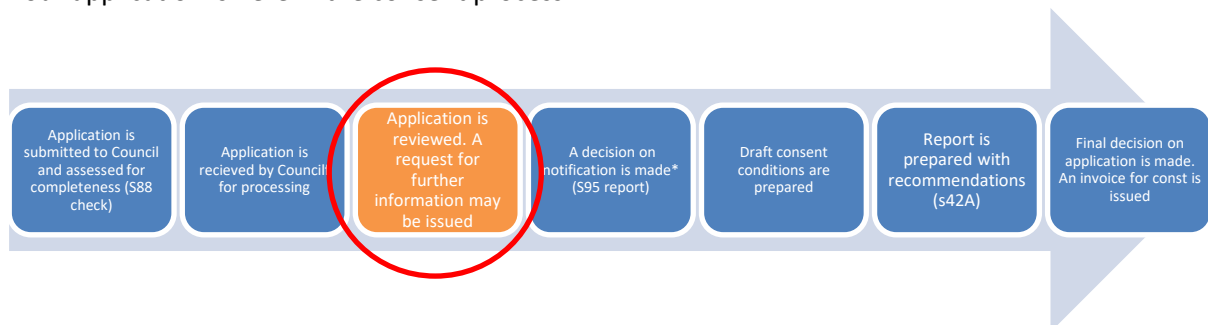 Application is
submitted to Council
and assessed for
completeness (S88
check)
Application is
recieved by Council
for processing
Application is
reviewed. A
request for
further
information may
be issued
A decision on
notification is made*
(S95 report)
Draft consent
conditions are
prepared
Report is
prepared with
recommendations
(s42A)
Final decision on
application is made.
An invoice for const is
issued